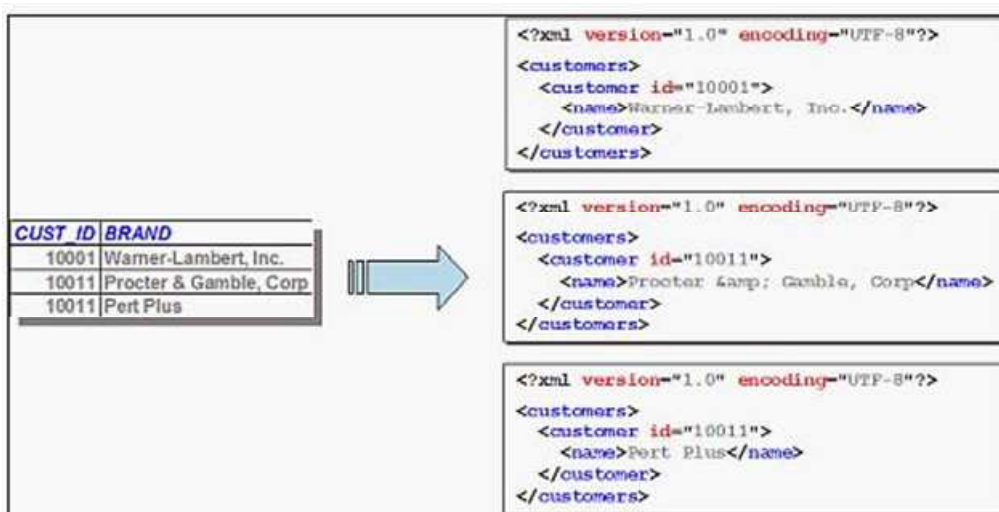 CUST_ID BRAND
10001 Warner-Lambert, Inc.
10011 Procter & Gamble, Corp
10011 Pert Plus
<?xml version="1.0" encoding="UTF-8"?>
<customers>
<customer id="10001">
<name>Warner-Lambert, Inc.</name>
</customer>
</customers>
<?xml version="1.0" encoding="UTF-8"?>
<customers>
<customer id="10011">
<name>Procter &amp; Gamble, Corp</name>
</customer>
</customers>
<?xml version="1.0" encoding="UTF-8"?>
<customers>
<customer id="10011">
<name>Pert Plus</name>
</customer>
</customers>